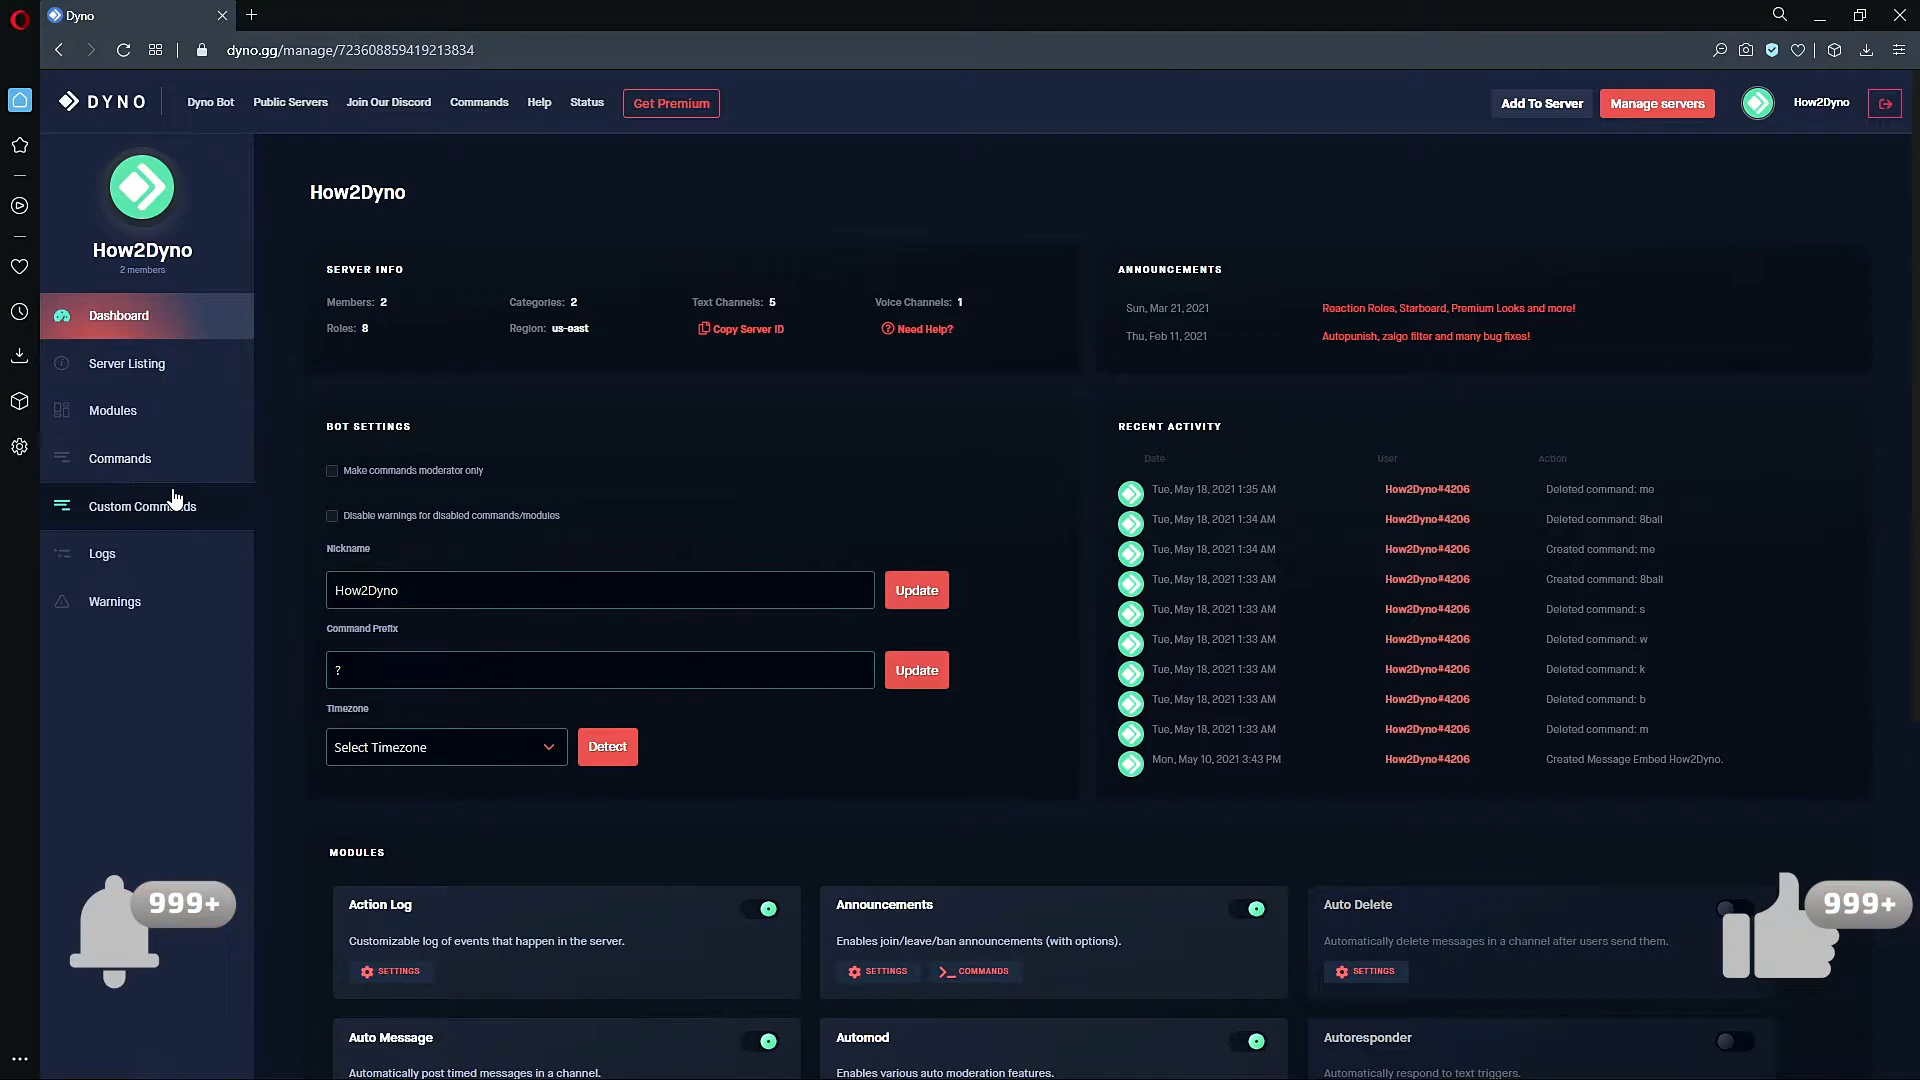 Dyno
dyno.gg/manage/723608859419213834
DYNO
Dyno Bot
Public Servers
Join Our Discord
Commands
Help
Status
Get Premium
Add To Server
Manage servers
How2Dyno
How2Dyno
2 members
Dashboard
Server Listing
Modules
Commands
Custom Commands
Logs
Warnings
How2Dyno
SERVER INFO
Members: 2
Categories: 2
Text Channels: 5
Voice Channels: 1
Roles: 8
Region: us-east
Copy Server ID
Need Help?
ANNOUNCEMENTS
Sun, Mar 21, 2021 Reaction Roles, Starboard, Premium Looks and more!
Thu, Feb 11, 2021 Autopunish, zalgo filter and many bug fixes!
BOT SETTINGS
Make commands moderator only
Disable warnings for disabled commands/modules
Nickname
How2Dyno
Update
Command Prefix
?
Update
Timezone
Select Timezone
Detect
RECENT ACTIVITY
Date User Action
Tue, May 18, 2021 1:35 AM How2Dyno#4206 Deleted command: me
Tue, May 18, 2021 1:34 AM How2Dyno#4206 Deleted command: 8ball
Tue, May 18, 2021 1:34 AM How2Dyno#4206 Created command: me
Tue, May 18, 2021 1:33 AM How2Dyno#4206 Created command: 8ball
Tue, May 18, 2021 1:33 AM How2Dyno#4206 Deleted command: s
Tue, May 18, 2021 1:33 AM How2Dyno#4206 Deleted command: w
Tue, May 18, 2021 1:33 AM How2Dyno#4206 Deleted command: k
Tue, May 18, 2021 1:33 AM How2Dyno#4206 Deleted command: b
Tue, May 18, 2021 1:33 AM How2Dyno#4206 Deleted command: m
Mon, May 10, 2021 3:43 PM How2Dyno#4206 Created Message Embed How2Dyno.
MODULES
Action Log
Customizable log of events that happen in the server.
SETTINGS
Announcements
Enables join/leave/ban announcements (with options).
SETTINGS
COMMANDS
Auto Delete
Automatically delete messages in a channel after users send them.
SETTINGS
Auto Message
Automatically post timed messages in a channel.
Automod
Enables various auto moderation features.
Autoresponder
Automatically respond to text triggers.
999+
999+